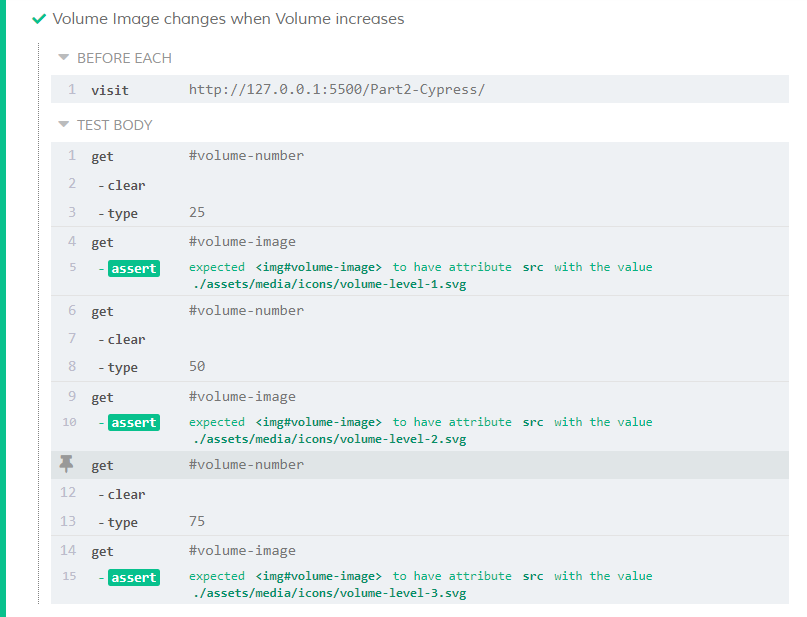 Volume Image changes when Volume increases
BEFORE EACH
1 visit http://127.0.0.1:5500/Part2-Cypress/
TEST BODY
1 get #volume-number
2 - clear
3 - type 25
4 get #volume-image
5 - assert expected <img#volume-image> to have attribute src with the value
./assets/media/icons/volume-level-1.svg
6 get #volume-number
7 - clear
8 - type 50
9 get #volume-image
10 - assert expected <img#volume-image> to have attribute src with the value
./assets/media/icons/volume-level-2.svg
get #volume-number
12 - clear
13 - type 75
14 get #volume-image
15 - assert expected <img#volume-image> to have attribute src with the value
./assets/media/icons/volume-level-3.svg